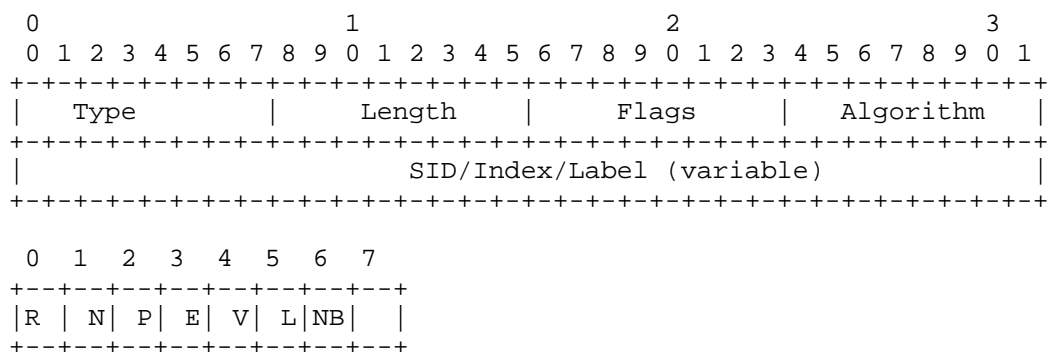 0                   1                   2                   3
 0 1 2 3 4 5 6 7 8 9 0 1 2 3 4 5 6 7 8 9 0 1 2 3 4 5 6 7 8 9 0 1
+-+-+-+-+-+-+-+-+-+-+-+-+-+-+-+-+-+-+-+-+-+-+-+-+-+-+-+-+-+-+-+-+
|   Type        |     Length    |     Flags     |   Algorithm   |
+-+-+-+-+-+-+-+-+-+-+-+-+-+-+-+-+-+-+-+-+-+-+-+-+-+-+-+-+-+-+-+-+
|                        SID/Index/Label (variable)             |
+-+-+-+-+-+-+-+-+-+-+-+-+-+-+-+-+-+-+-+-+-+-+-+-+-+-+-+-+-+-+-+-+
 0  1  2  3  4  5  6  7
+--+--+--+--+--+--+--+--+
|R | N| P| E| V| L|NB|  |
+--+--+--+--+--+--+--+--+